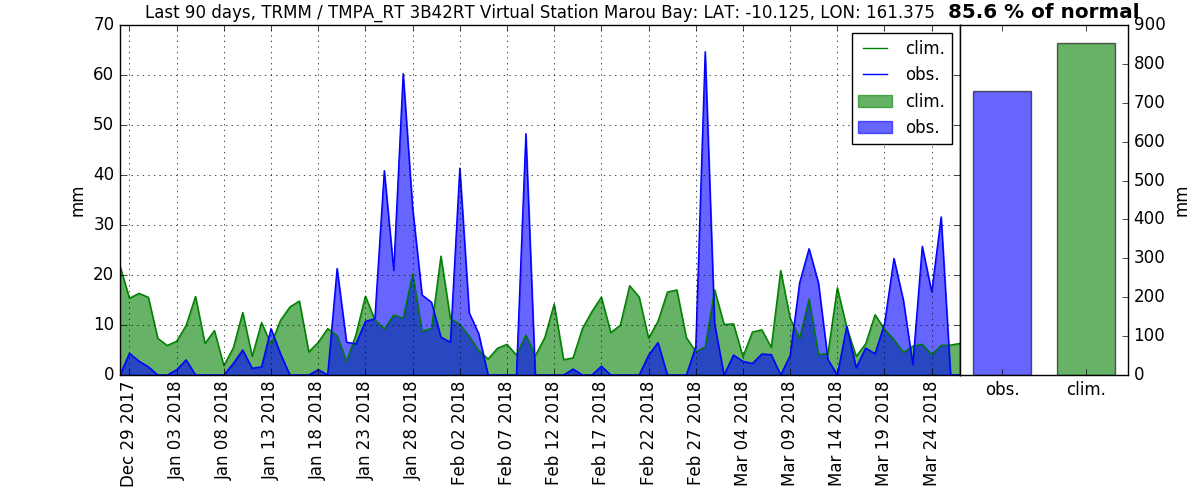 Last 90 days, TRMM / TMPA_RT 3B42RT Virtual Station Marou Bay: LAT: -10.125, LON: 161.375
85.6 % of normal
70
60
50
40
30
20
10
0
mm
clim.
obs.
clim.
obs.
Dec 29 2017
Jan 03 2018
Jan 08 2018
Jan 13 2018
Jan 18 2018
Jan 23 2018
Jan 28 2018
Feb 02 2018
Feb 07 2018
Feb 12 2018
Feb 17 2018
Feb 22 2018
Feb 27 2018
Mar 04 2018
Mar 09 2018
Mar 14 2018
Mar 19 2018
Mar 24 2018
900
800
700
600
500
400
300
200
100
0
mm
obs.
clim.